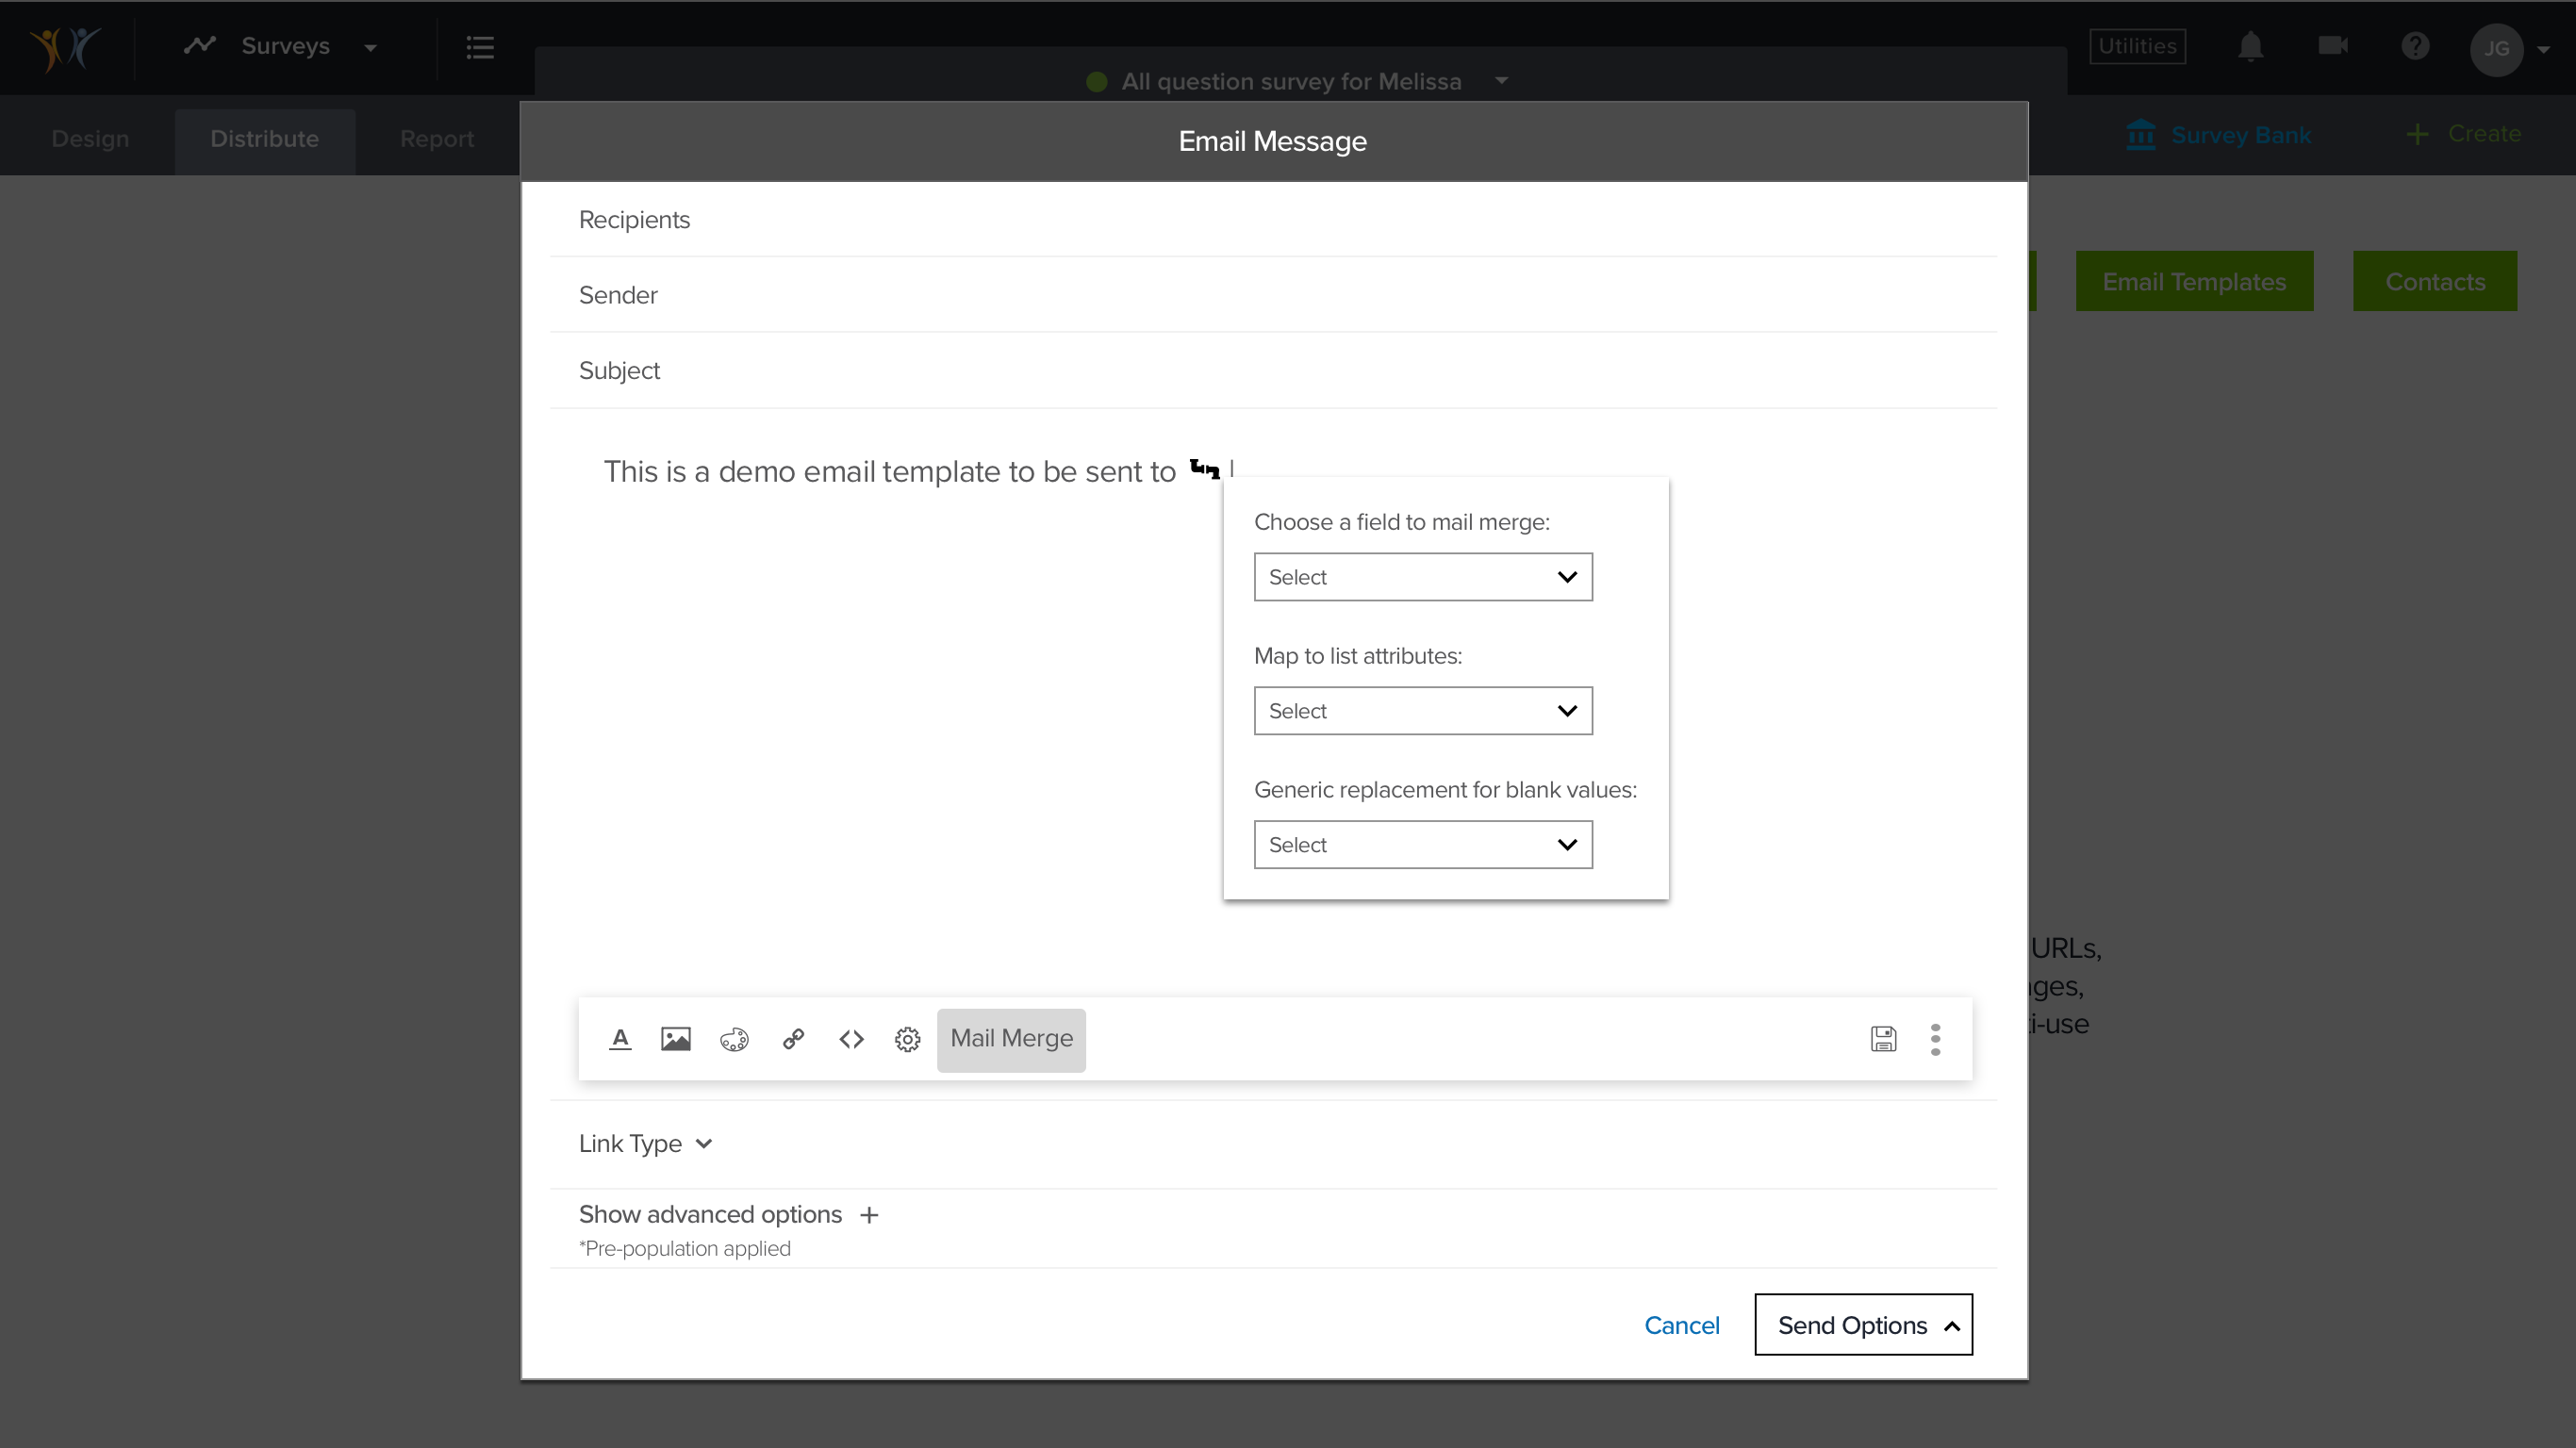 Surveys
Utilities
JG
All question survey for Melissa
Design
Distribute
Report
Survey Bank
Create
Email Message
Recipients
Sender
Subject
Email Templates
Contacts
This is a demo email template to be sent to
Choose a field to mail merge:
Select
Map to list attributes:
Select
Generic replacement for blank values:
Select
URLs,
ges,
ti-use
A
Mail Merge
Link Type
Show advanced options
*Pre-population applied
Cancel
Send Options